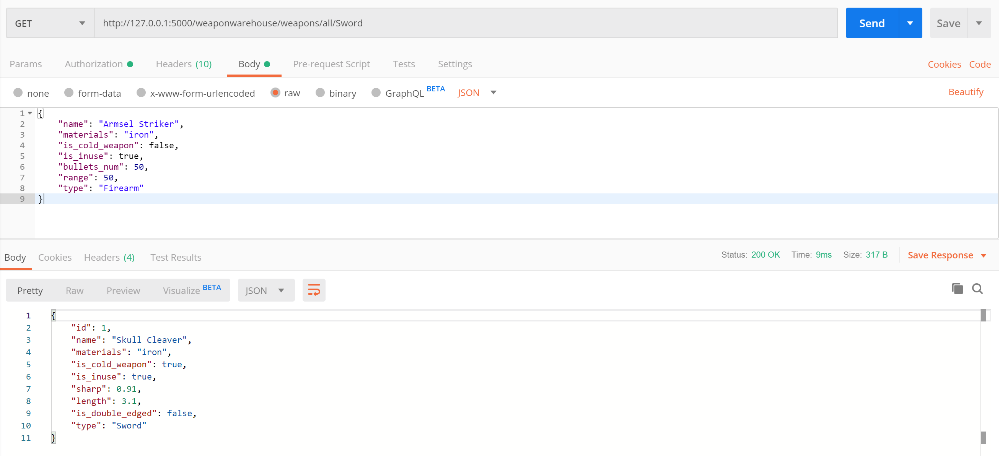 GET http://127.0.0.1:5000/weaponwarehouse/weapons/all/Sword Send Save
Params Authorization Headers (10) Body Pre-request Script Tests Settings Cookies Code
none form-data x-www-form-urlencoded raw binary GraphQL BETA JSON Beautify
1 {
2 "name": "Armsel Striker",
3 "materials": "iron",
4 "is_cold_weapon": false,
5 "is_inuse": true,
6 "bullets_num": 50,
7 "range": 50,
8 "type": "Firearm"
9 }
Body Cookies Headers (4) Test Results Status: 200 OK Time: 9ms Size: 317 B Save Response
Pretty Raw Preview Visualize BETA JSON
1 {
2 "id": 1,
3 "name": "Skull Cleaver",
4 "materials": "iron",
5 "is_cold_weapon": true,
6 "is_inuse": true,
7 "sharp": 0.91,
8 "length": 3.1,
9 "is_double_edged": false,
10 "type": "Sword"
11 }